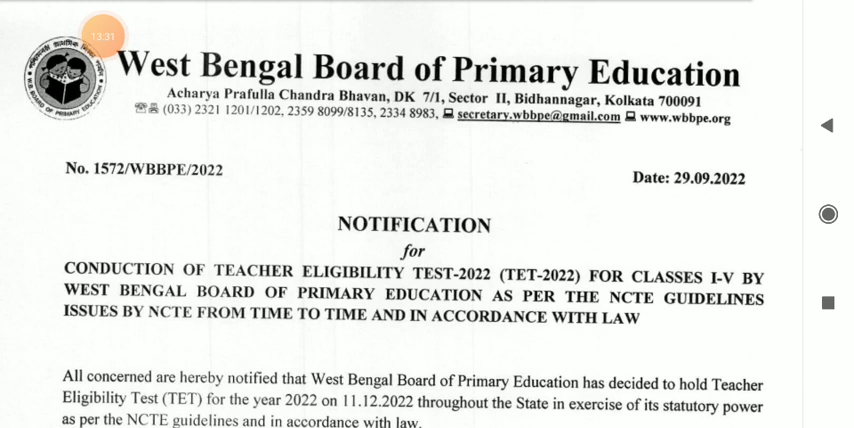 13:31
West Bengal Board of Primary Education
Acharya Prafulla Chandra Bhavan, DK 7/1, Sector II, Bidhannagar, Kolkata 700091
(033) 2321 1201/1202, 2359 8099/8135, 2334 8983, secretary.wbbpe@gmail.com www.wbbpe.org
No. 1572/WBBPE/2022
Date: 29.09.2022
NOTIFICATION
for
CONDUCTION OF TEACHER ELIGIBILITY TEST-2022 (TET-2022) FOR CLASSES I-V BY
WEST BENGAL BOARD OF PRIMARY EDUCATION AS PER THE NCTE GUIDELINES
ISSUES BY NCTE FROM TIME TO TIME AND IN ACCORDANCE WITH LAW
All concerned are hereby notified that West Bengal Board of Primary Education has decided to hold Teacher
Eligibility Test (TET) for the year 2022 on 11.12.2022 throughout the State in exercise of its statutory power
as per the NCTE guidelines and in accordance with law.